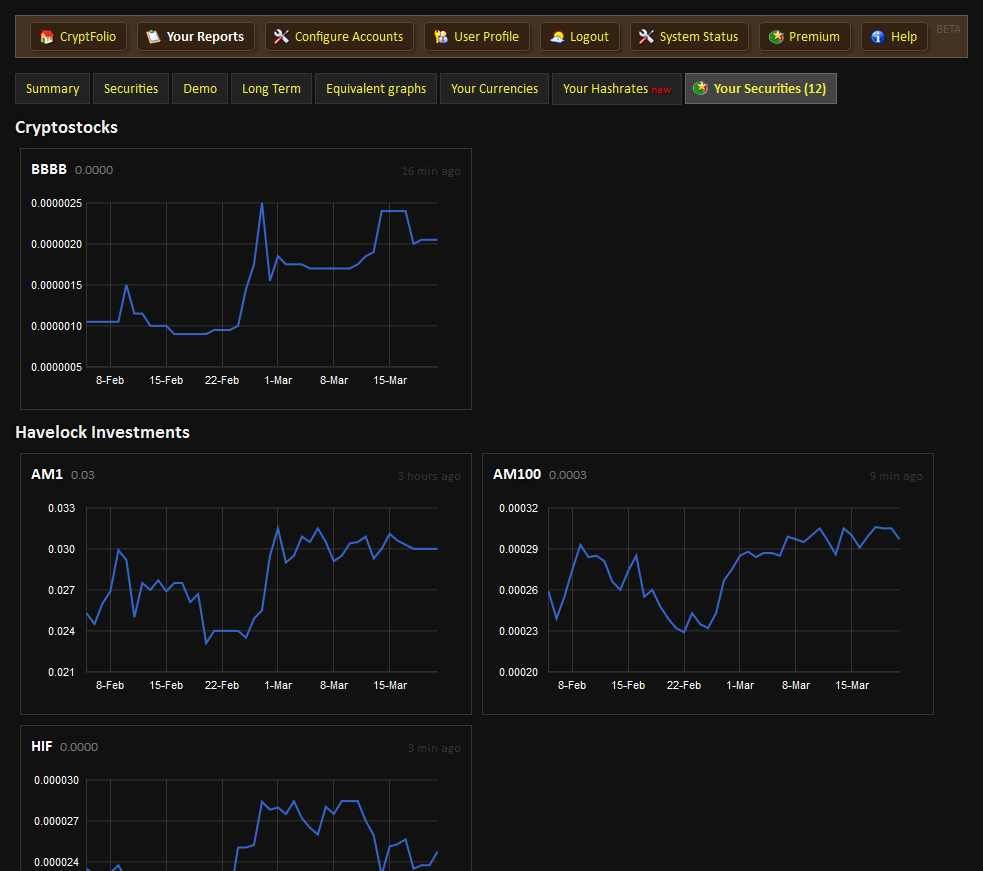 CryptFolio Your Reports Configure Accounts User Profile Logout System Status Premium Help BETA
Summary Securities Demo Long Term Equivalent graphs Your Currencies Your Hashrates new Your Securities (12)
Cryptostocks
BBBB 0.0000 16 min ago
0.0000025
0.0000020
0.0000015
0.0000010
0.0000005
8-Feb 15-Feb 22-Feb 1-Mar 8-Mar 15-Mar
Havelock Investments
AM1 0.03 3 hours ago
0.033
0.030
0.027
0.024
0.021
8-Feb 15-Feb 22-Feb 1-Mar 8-Mar 15-Mar
AM100 0.0003 9 min ago
0.00032
0.00029
0.00026
0.00023
0.00020
8-Feb 15-Feb 22-Feb 1-Mar 8-Mar 15-Mar
HIF 0.0000 3 min ago
0.000030
0.000027
0.000024